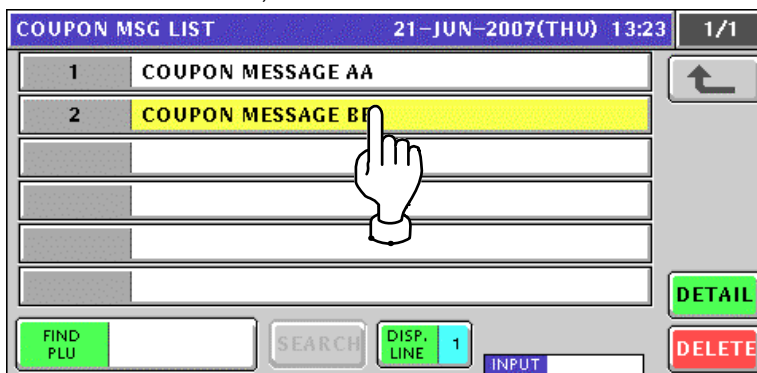 COUPON MSG LIST 21-JUN-2007(THU) 13:23 1/1
1 COUPON MESSAGE AA
2 COUPON MESSAGE
DETAIL
FIND PLU SEARCH DISP. LINE 1 INPUT DELETE